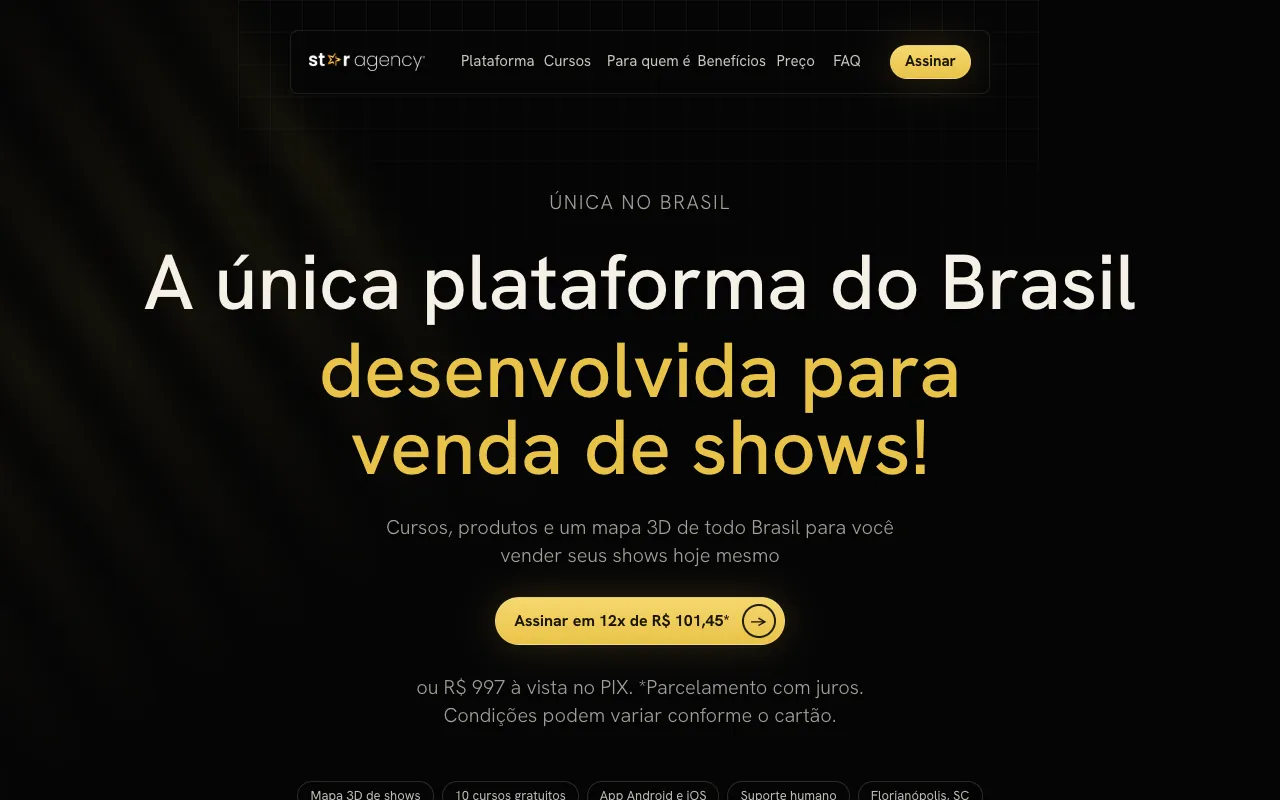 st☆r agency
Plataforma Cursos Para quem é Benefícios Preço FAQ Assinar
ÚNICA NO BRASIL
A única plataforma do Brasil
desenvolvida para
venda de shows!
Cursos, produtos e um mapa 3D de todo Brasil para você
vender seus shows hoje mesmo
Assinar em 12x de R$ 101,45*
ou R$ 997 à vista no PIX. *Parcelamento com juros.
Condições podem variar conforme o cartão.
Mapa 3D de shows 10 cursos gratuitos App Android e iOS Suporte humano Florianópolis, SC